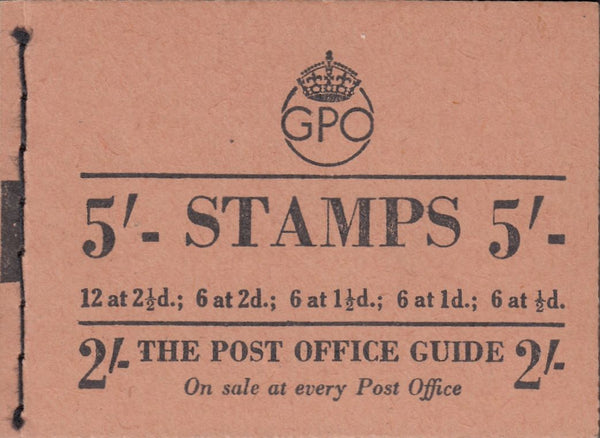 GPO
5/- STAMPS 5/-
12 at 2½d.; 6 at 2d.; 6 at 1½d.; 6 at 1d.; 6 at ½d.
2/- THE POST OFFICE GUIDE 2/-
On sale at every Post Office